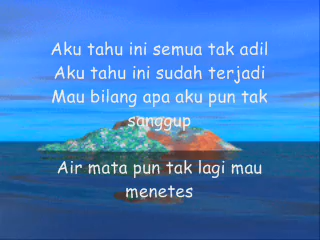 Aku tahu ini semua tak adil
Aku tahu ini sudah terjadi
Mau bilang apa aku pun tak
sanggup
Air mata pun tak lagi mau
menetes